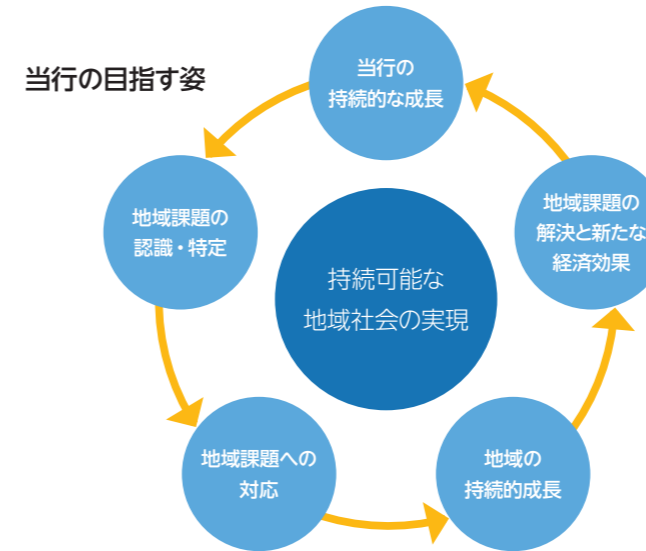 当行の目指す姿
当行の
持続的な成長
地域課題の
認識・特定
地域課題の
解決と新たな
経済効果
持続可能な
地域社会の実現
地域課題への
対応
地域の
持続的成長